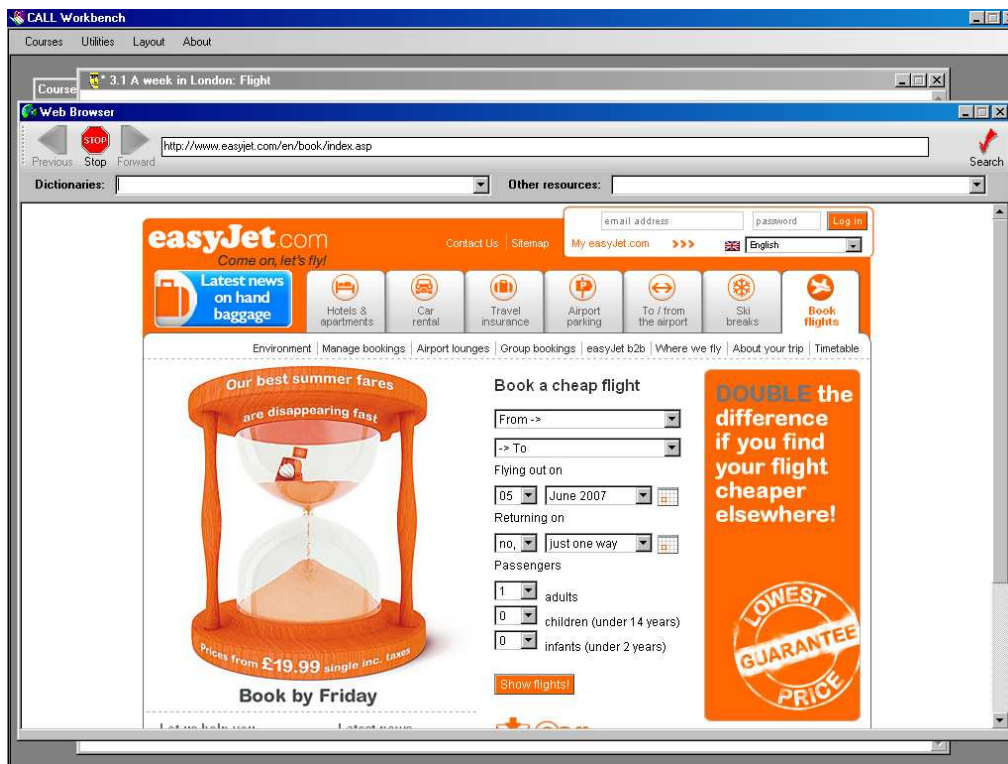 CALL Workbench
Courses Utilities Layout About
Course
* 3.1 A week in London: Flight
Web Browser
Previous
STOP
Stop
Forward
http://www.easyjet.com/en/book/index.asp
Search
Dictionaries:
Other resources:
easyJet.com
Come on, let's fly!
Contact Us Sitemap
email address password Log in
My easyJet.com >>> English
Latest news
on hand
baggage
Hotels &
apartments
Car
rental
Travel
insurance
Airport
parking
To / from
the airport
Ski
breaks
Book
flights
Environment Manage bookings Airport lounges Group bookings easyJet b2b Where we fly About your trip Timetable
Our best summer fares
are disappearing fast
Prices from £19.99 single inc. taxes
Book by Friday
Book a cheap flight
From ->
-> To
Flying out on
05 June 2007
Returning on
no, just one way
Passengers
1 adults
0 children (under 14 years)
0 infants (under 2 years)
Show flights!
DOUBLE the
difference
if you find
your flight
cheaper
elsewhere!
LOWEST
GUARANTEE
PRICE
Let us help you
Latest news